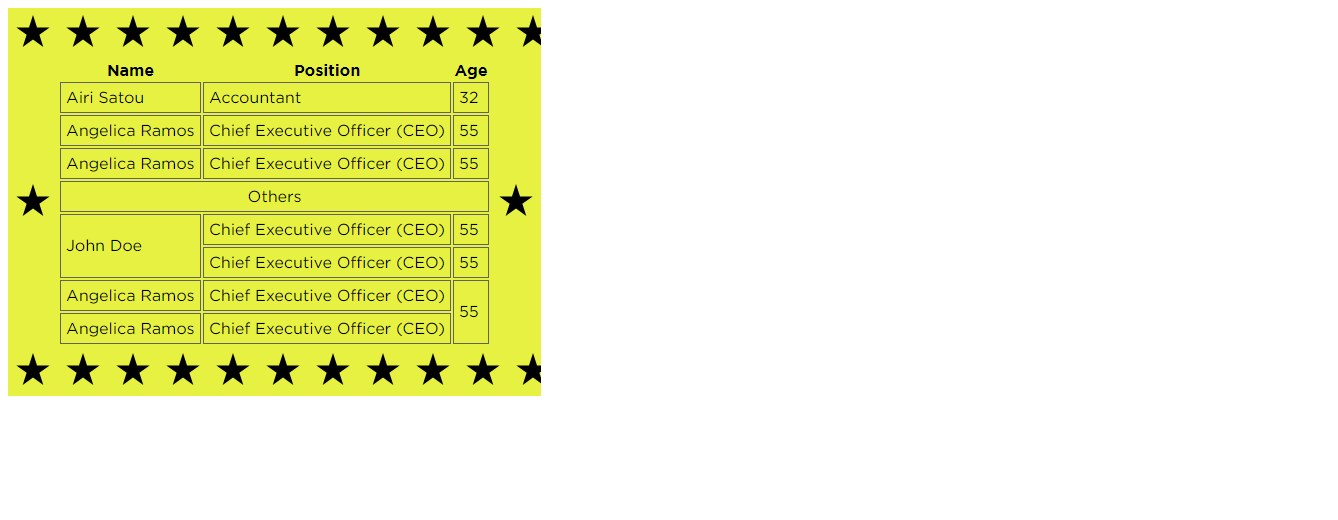 Name Position Age
Airi Satou Accountant 32
Angelica Ramos Chief Executive Officer (CEO) 55
Angelica Ramos Chief Executive Officer (CEO) 55
Others
John Doe Chief Executive Officer (CEO) 55
Chief Executive Officer (CEO) 55
Angelica Ramos Chief Executive Officer (CEO) 55
Angelica Ramos Chief Executive Officer (CEO)